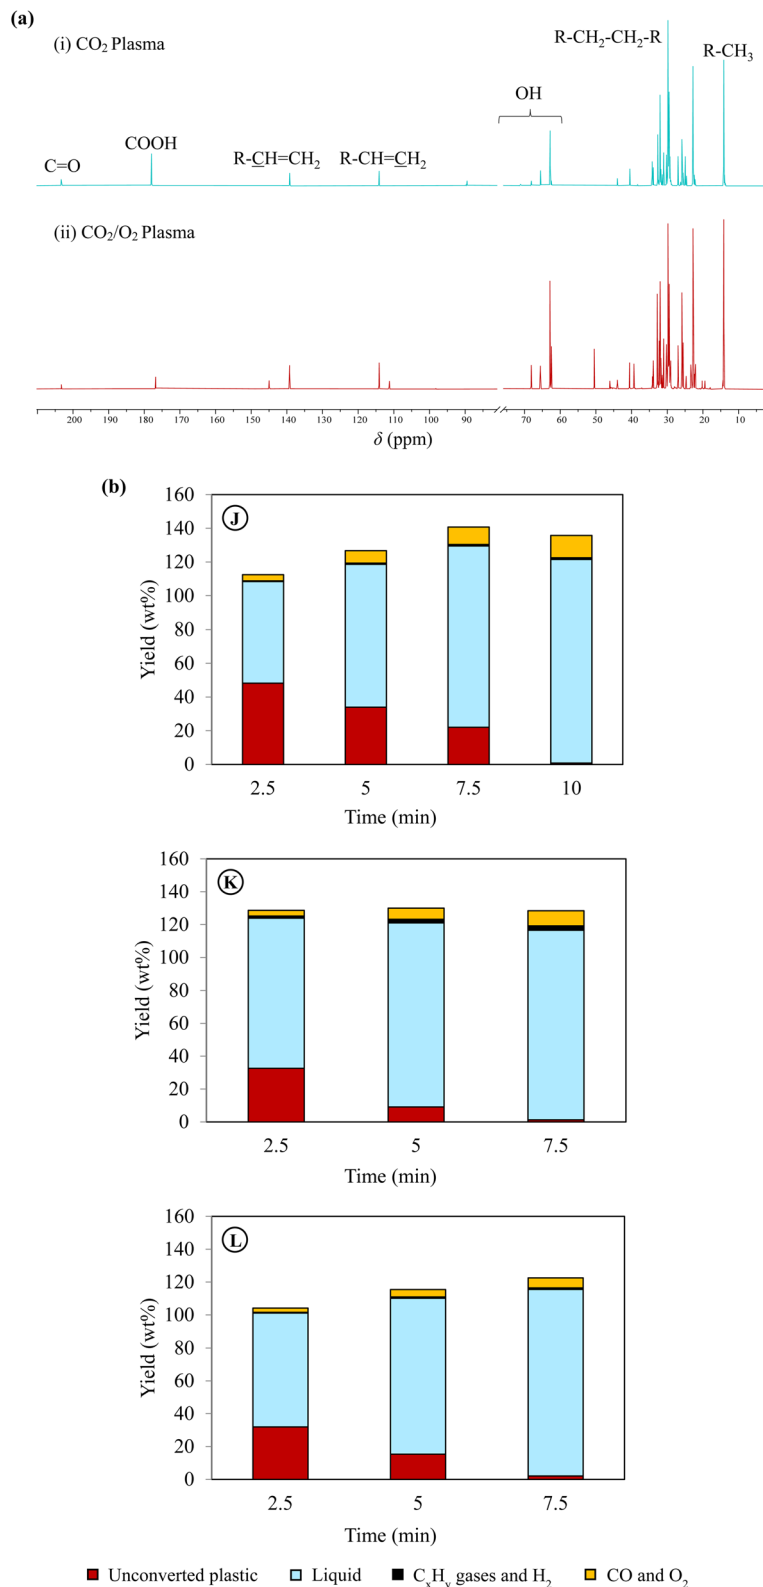 (a)
(i) CO₂ Plasma
R-CH₂-CH₂-R
R-CH₃
OH
COOH
C=O
R-CH=CH₂
R-CH=CH₂
(ii) CO₂/O₂ Plasma
200 180 170 150 140 130 120 110 100 90 70 60 50 40 30 20 10
δ (ppm)
(b)
J
Yield (wt%)
160
140
120
100
80
60
40
20
0
2.5 5 7.5 10
Time (min)
K
Yield (wt%)
160
140
120
100
80
60
40
20
0
2.5 5 7.5
Time (min)
L
Yield (wt%)
160
140
120
100
80
60
40
20
0
2.5 5 7.5
Time (min)
Unconverted plastic Liquid CₓHₓ gases and H₂ CO and O₂